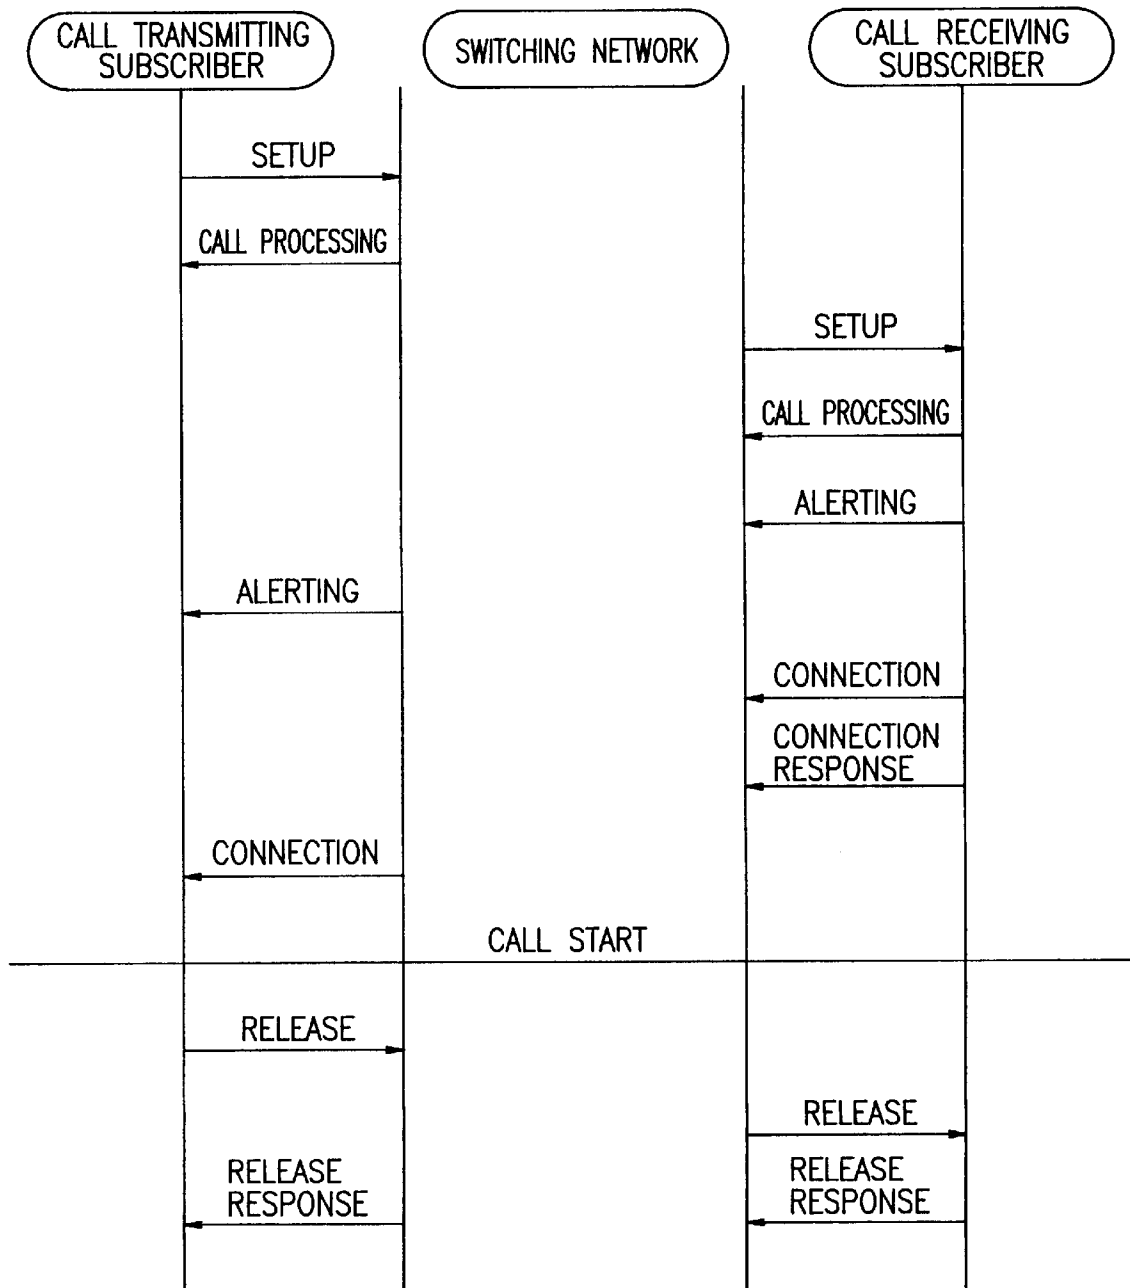 CALL TRANSMITTING
SUBSCRIBER
SWITCHING NETWORK
CALL RECEIVING
SUBSCRIBER
SETUP
CALL PROCESSING
SETUP
CALL PROCESSING
ALERTING
ALERTING
CONNECTION
CONNECTION
RESPONSE
CONNECTION
CALL START
RELEASE
RELEASE
RELEASE
RESPONSE
RELEASE
RESPONSE